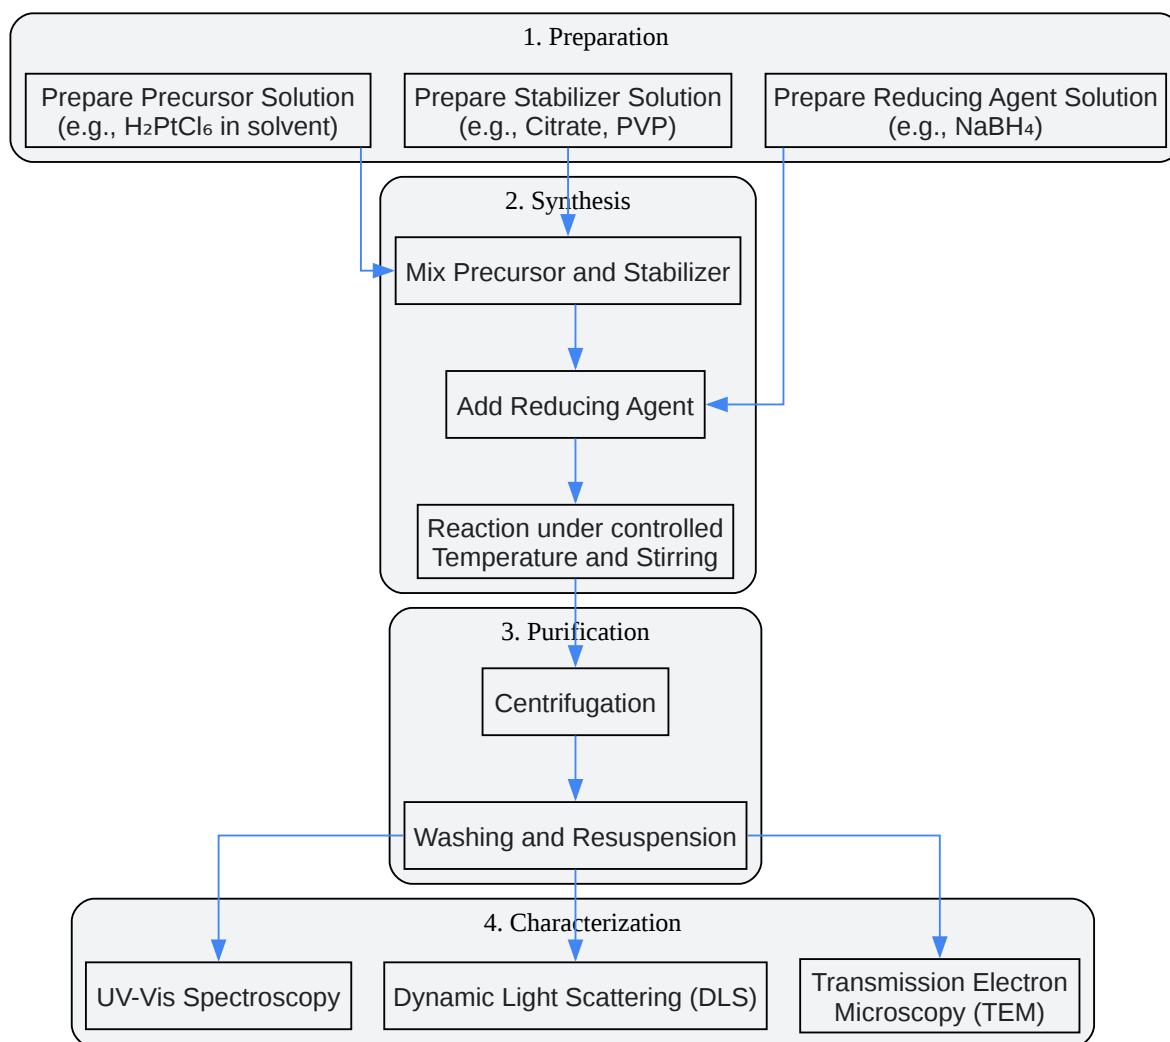 1. Preparation
Prepare Precursor Solution
(e.g., H₂PtCl₆ in solvent)
Prepare Stabilizer Solution
(e.g., Citrate, PVP)
Prepare Reducing Agent Solution
(e.g., NaBH₄)
2. Synthesis
Mix Precursor and Stabilizer
Add Reducing Agent
Reaction under controlled
Temperature and Stirring
3. Purification
Centrifugation
Washing and Resuspension
4. Characterization
UV-Vis Spectroscopy
Dynamic Light Scattering (DLS)
Transmission Electron
Microscopy (TEM)